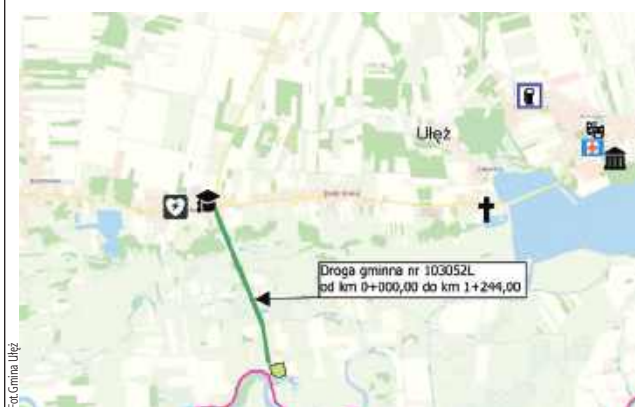 Ułęż
Droga gminna nr 103052L
od km 0+000,00 do km 1+244,00
Fot.Gmina Ułęż